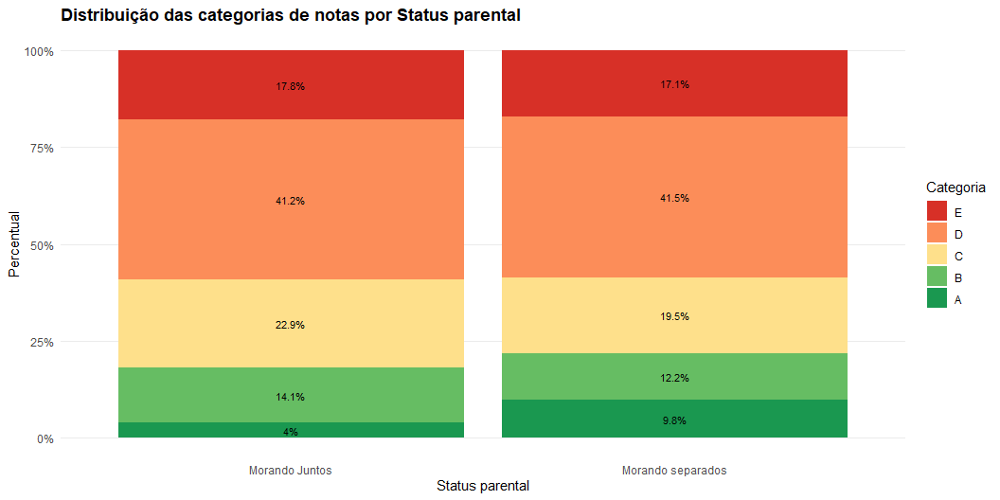 Distribuição das categorias de notas por Status parental
Percentual
100%
75%
50%
25%
0%
17.8%
41.2%
22.9%
14.1%
4%
17.1%
41.5%
19.5%
12.2%
9.8%
Morando Juntos
Morando separados
Status parental
Categoria
E
D
C
B
A